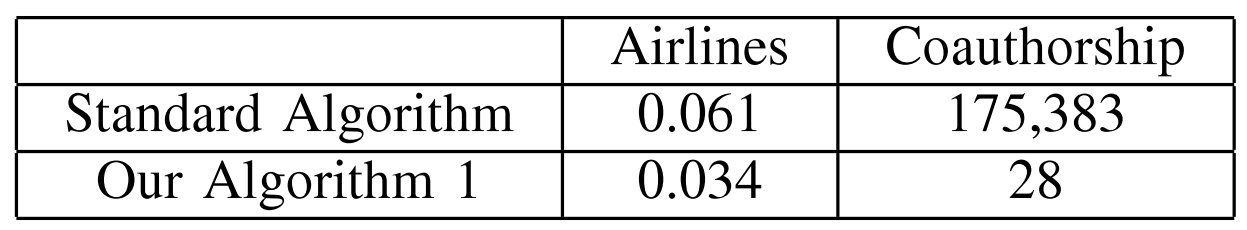 Airlines Coauthorship
Standard Algorithm 0.061 175,383
Our Algorithm 1 0.034 28